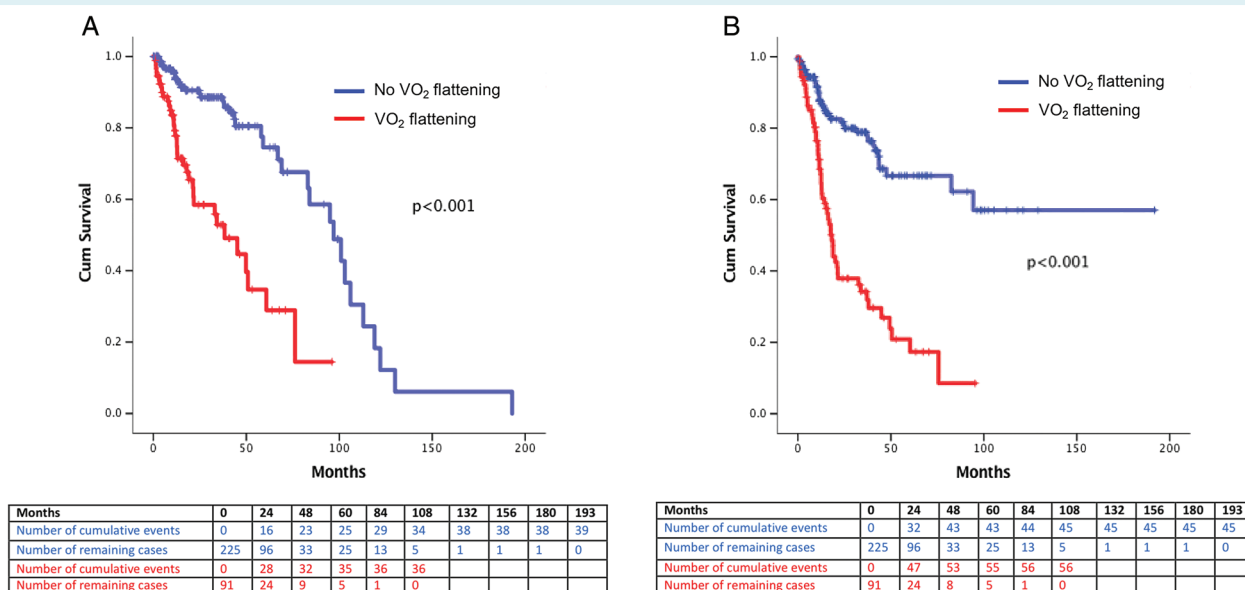 A
1.0
0.8
0.6
0.4
0.2
0.0
Cum Survival
No VO₂ flattening
VO₂ flattening
p<0.001
0 50 100 150 200
Months
Months 0 24 48 60 84 108 132 156 180 193
Number of cumulative events 0 16 23 25 29 34 38 38 38 39
Number of remaining cases 225 96 33 25 13 5 1 1 1 0
Number of cumulative events 0 28 32 35 36 36
Number of remaining cases 91 24 9 5 1 0
B
1.0
0.8
0.6
0.4
0.2
0.0
Cum Survival
No VO₂ flattening
VO₂ flattening
p<0.001
0 50 100 150 200
Months
Months 0 24 48 60 84 108 132 156 180 193
Number of cumulative events 0 32 43 43 44 45 45 45 45 45
Number of remaining cases 225 96 33 25 13 5 1 1 1 0
Number of cumulative events 0 47 53 55 56 56
Number of remaining cases 91 24 8 5 1 0